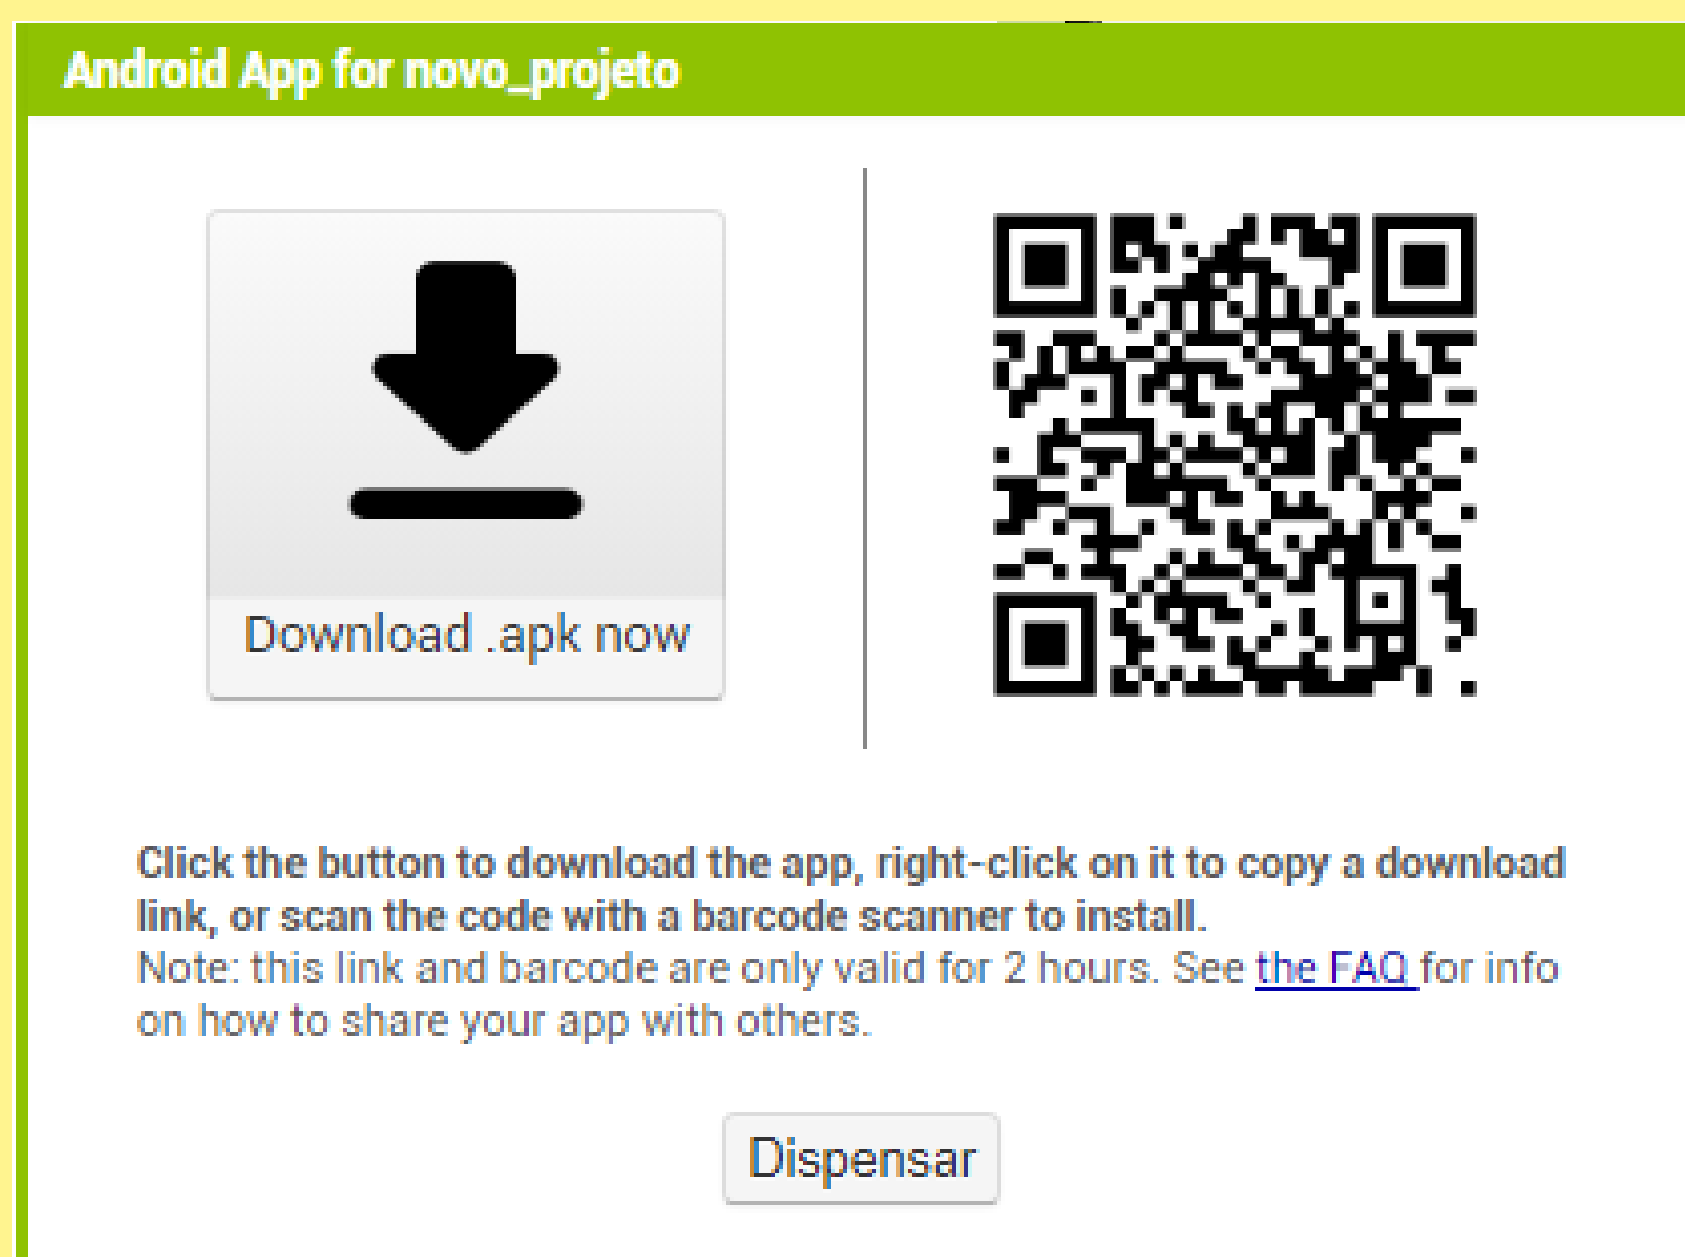 Android App for novo_projeto
Download .apk now
Click the button to download the app, right-click on it to copy a download
link, or scan the code with a barcode scanner to install.
Note: this link and barcode are only valid for 2 hours. See the FAQ for info
on how to share your app with others.
Dispensar